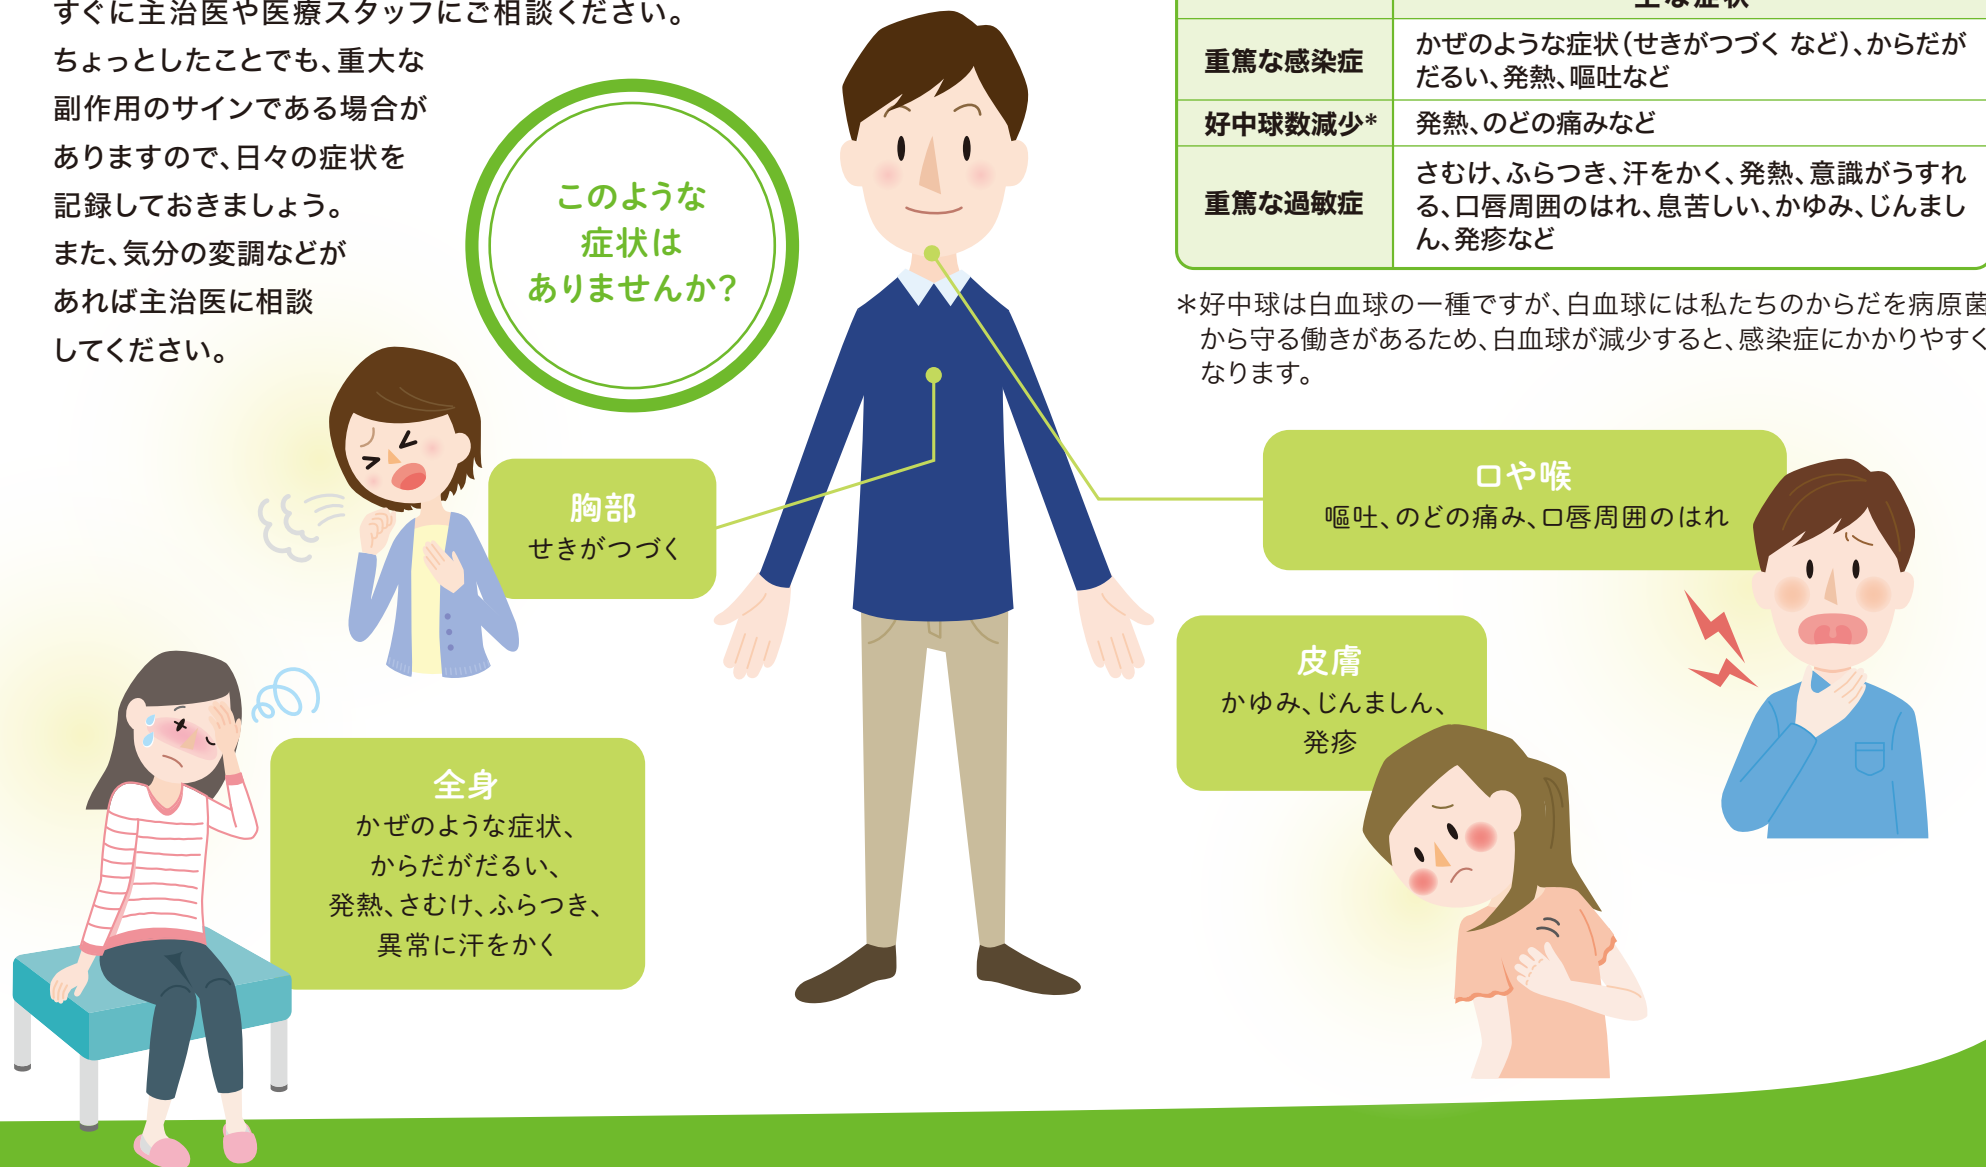 すぐに主治医や医療スタッフにご相談ください。
ちょっとしたことでも、重大な
副作用のサインである場合が
ありますので、日々の症状を
記録しておきましょう。
また、気分の変調などが
あれば主治医に相談
してください。
このような
症状は
ありませんか?
主な症状
重篤な感染症
かぜのような症状(せきがつづく など)、からだが
だるい、発熱、嘔吐など
好中球数減少*
発熱、のどの痛みなど
重篤な過敏症
さむけ、ふらつき、汗をかく、発熱、意識がうすれ
る、口唇周囲のはれ、息苦しい、かゆみ、じんまし
ん、発疹など
*好中球は白血球の一種ですが、白血球には私たちのからだを病原菌
から守る働きがあるため、白血球が減少すると、感染症にかかりやすく
なります。
胸部
せきがつづく
口や喉
嘔吐、のどの痛み、口唇周囲のはれ
皮膚
かゆみ、じんましん、
発疹
全身
かぜのような症状、
からだがだるい、
発熱、さむけ、ふらつき、
異常に汗をかく